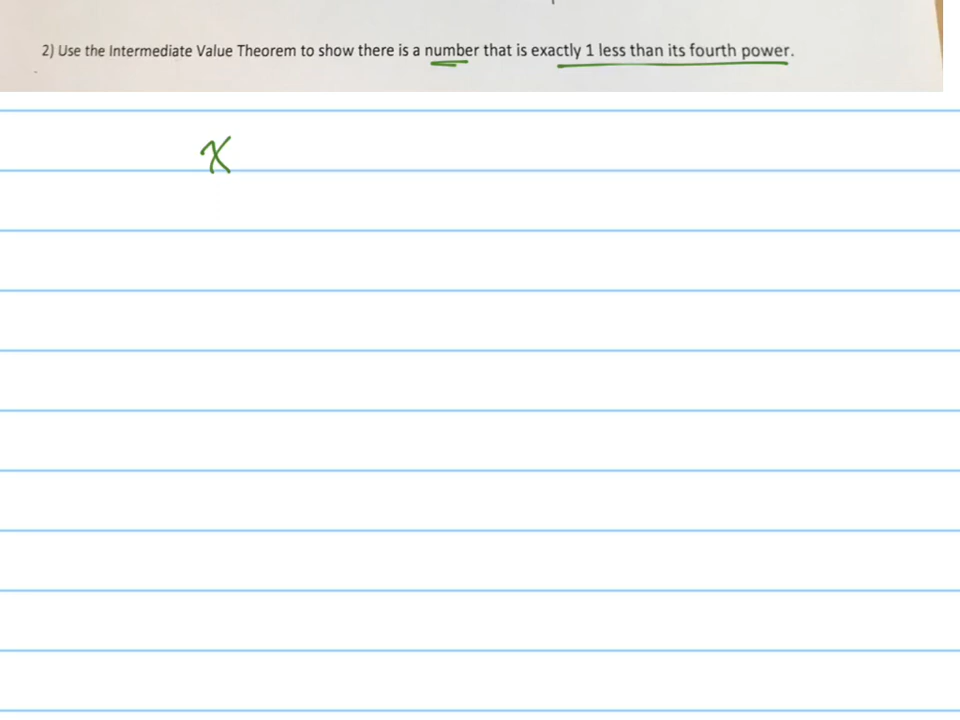 2) Use the Intermediate Value Theorem to show there is a number that is exactly 1 less than its fourth power.
x